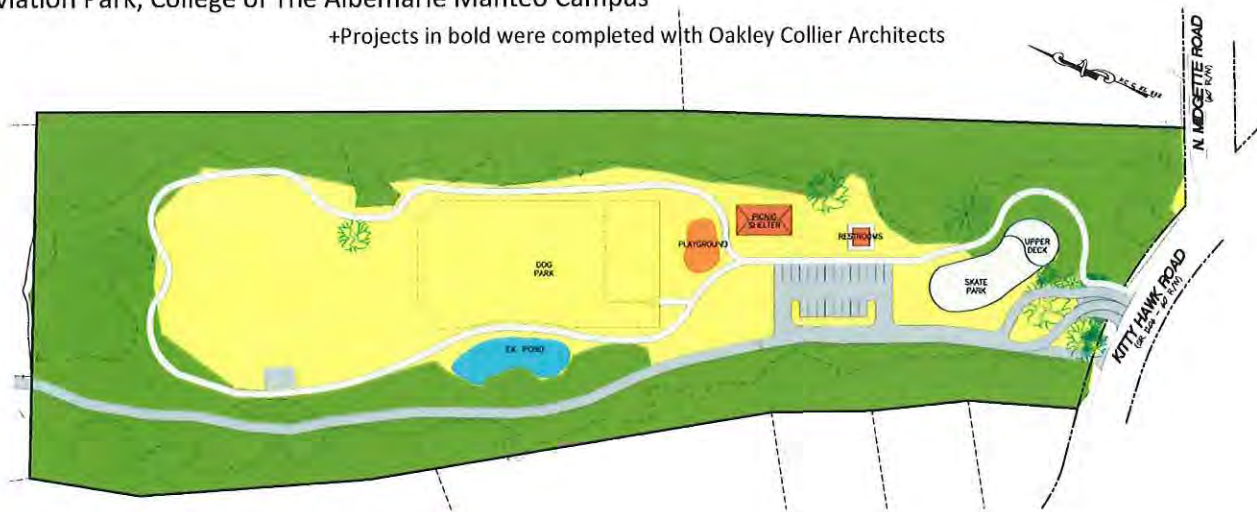 Park, College of The Albemarle Manteo Campus
+Projects in bold were completed with Oakley Collier Architects
N. MIDGETTE ROAD
PLAYGROUND
PICNIC
SHELTER
RESTROOMS
UPPER
DECK
DOG
PARK
SKATE
PARK
EX. POND
KITTY HAWK ROAD